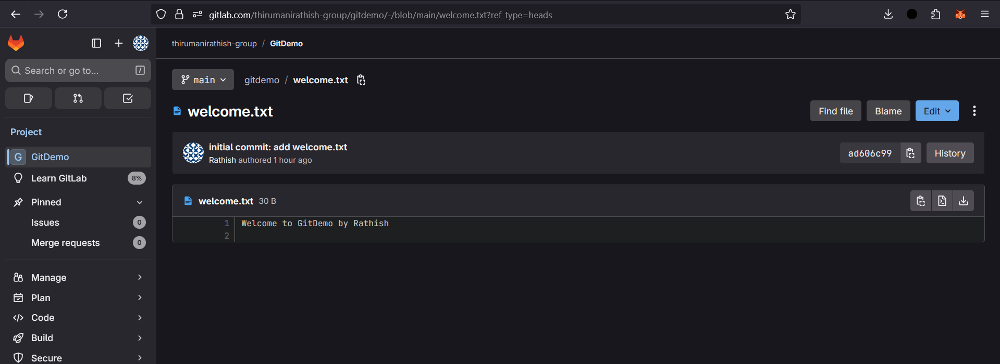 gitlab.com/thirumanirathish-group/gitdemo/-/blob/main/welcome.txt?ref_type=heads
thirumanirathish-group / GitDemo
Search or go to... /
main gitdemo / welcome.txt
welcome.txt
Find file Blame Edit
Project
initial commit: add welcome.txt
Rathish authored 1 hour ago
ad606c99 History
G GitDemo
Learn GitLab 8%
Pinned
Issues 0
Merge requests 0
welcome.txt 30 B
1 Welcome to GitDemo by Rathish
2
Manage
Plan
Code
Build
Secure